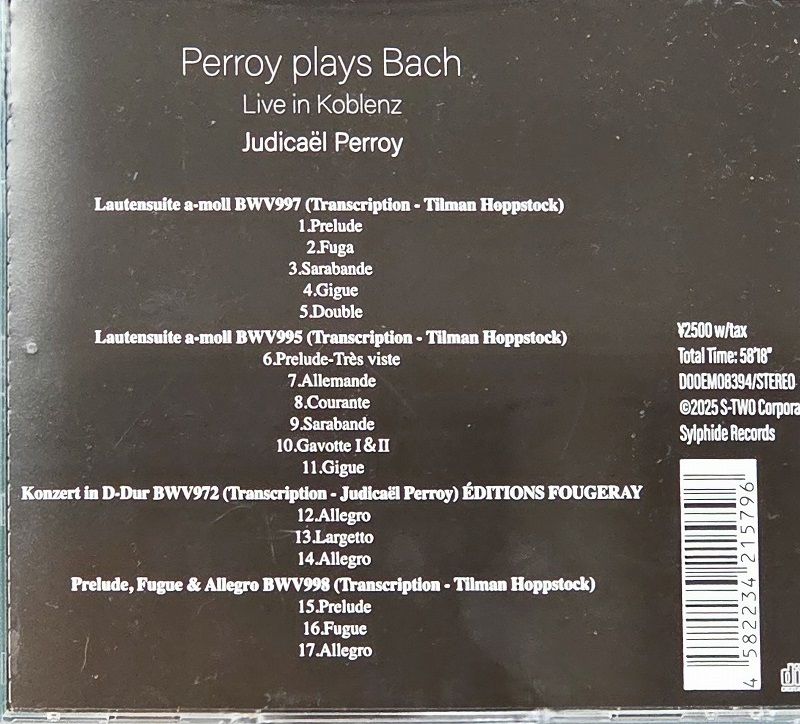 Perroy plays Bach
Live in Koblenz
Judicaël Perroy
Lautensuite a-moll BWV997 (Transcription - Tilman Hoppstock)
1.Prelude
2.Fuga
3.Sarabande
4.Gigue
5.Double
Lautensuite a-moll BWV995 (Transcription - Tilman Hoppstock)
6.Prelude-Très viste
7.Allemande
8.Courante
9.Sarabande
10.Gavotte I & II
11.Gigue
Konzert in D-Dur BWV972 (Transcription - Judicaël Perroy) ÉDITIONS FOUGERAY
12.Allegro
13.Largetto
14.Allegro
Prelude, Fugue & Allegro BWV998 (Transcription - Tilman Hoppstock)
15.Prelude
16.Fugue
17.Allegro
¥2500 w/tax
Total Time: 58'18"
D00EM08394/STEREO
©2025 S-TWO Corpora
Sylphide Records
4 582234 215796